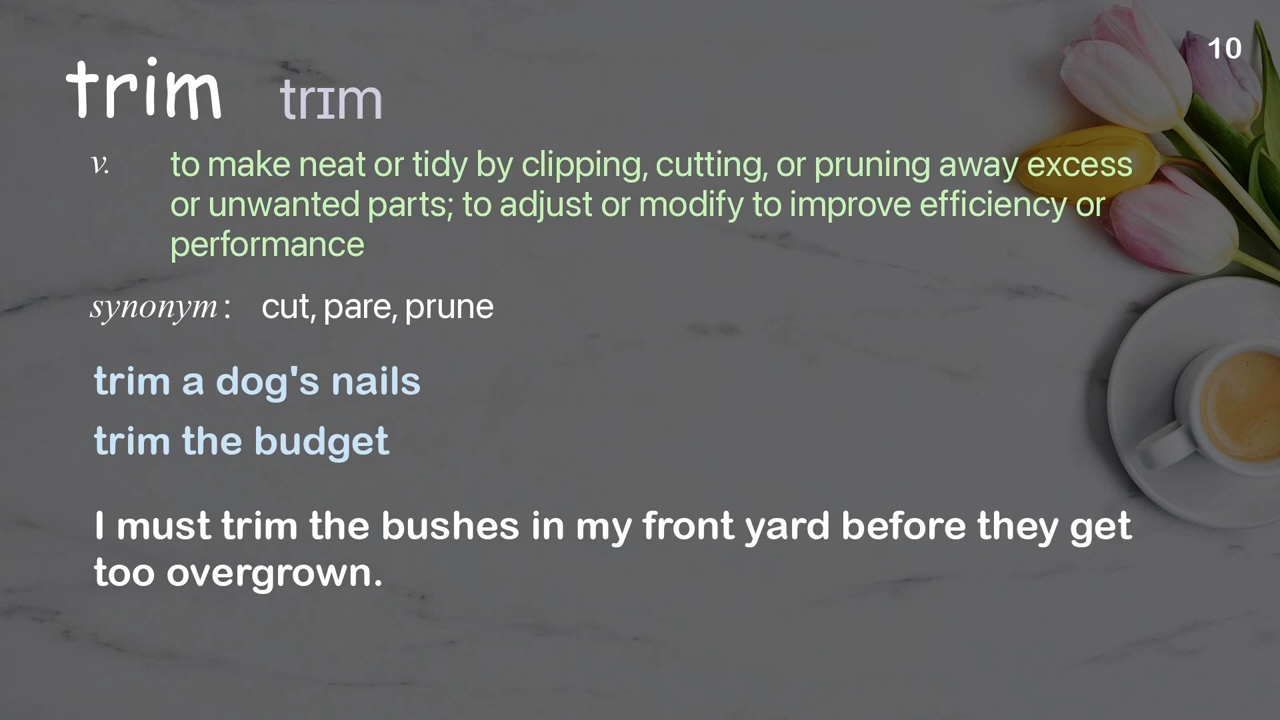 10
trim trɪm
v. to make neat or tidy by clipping, cutting, or pruning away excess
or unwanted parts; to adjust or modify to improve efficiency or
performance
synonym: cut, pare, prune
trim a dog's nails
trim the budget
I must trim the bushes in my front yard before they get
too overgrown.